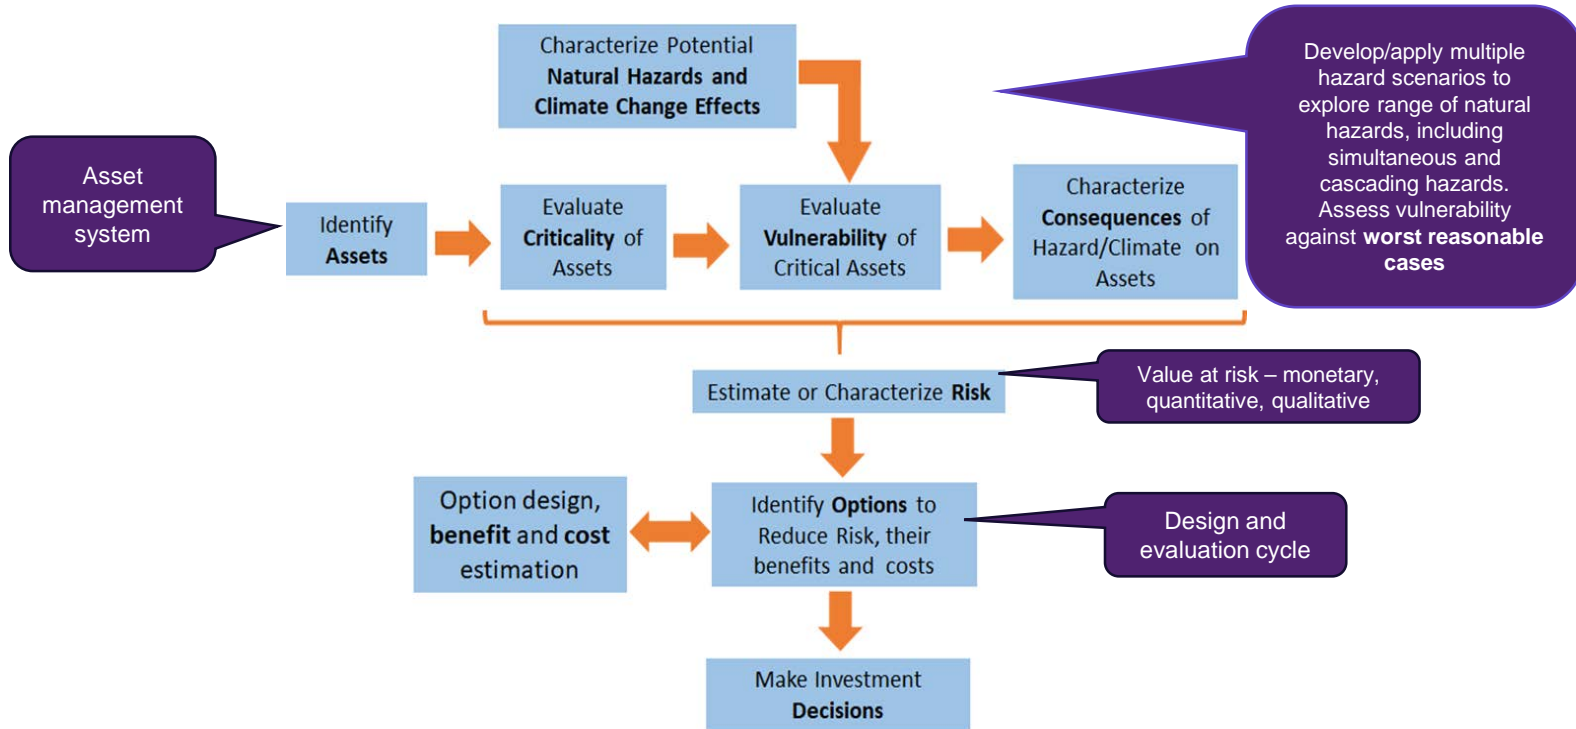 Characterize Potential
Natural Hazards and
Climate Change Effects
Develop/apply multiple
hazard scenarios to
explore range of natural
hazards, including
simultaneous and
cascading hazards.
Assess vulnerability
against worst reasonable
cases
Asset
management
system
Identify
Assets
Evaluate
Criticality of
Assets
Evaluate
Vulnerability of
Critical Assets
Characterize
Consequences of
Hazard/Climate on
Assets
Estimate or Characterize Risk
Value at risk – monetary,
quantitative, qualitative
Option design,
benefit and cost
estimation
Identify Options to
Reduce Risk, their
benefits and costs
Design and
evaluation cycle
Make Investment
Decisions